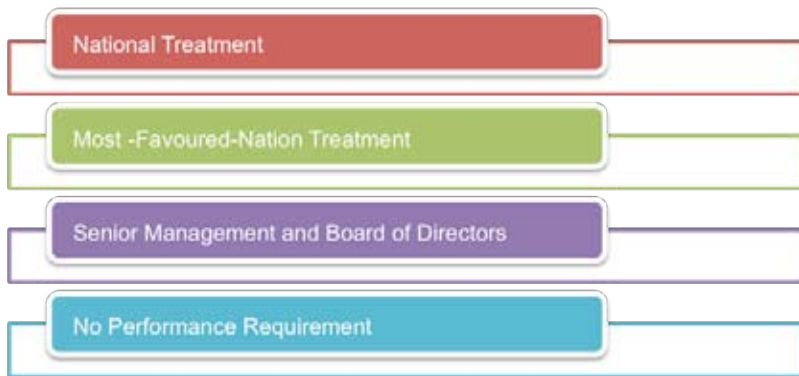 National Treatment
Most -Favoured-Nation Treatment
Senior Management and Board of Directors
No Performance Requirement